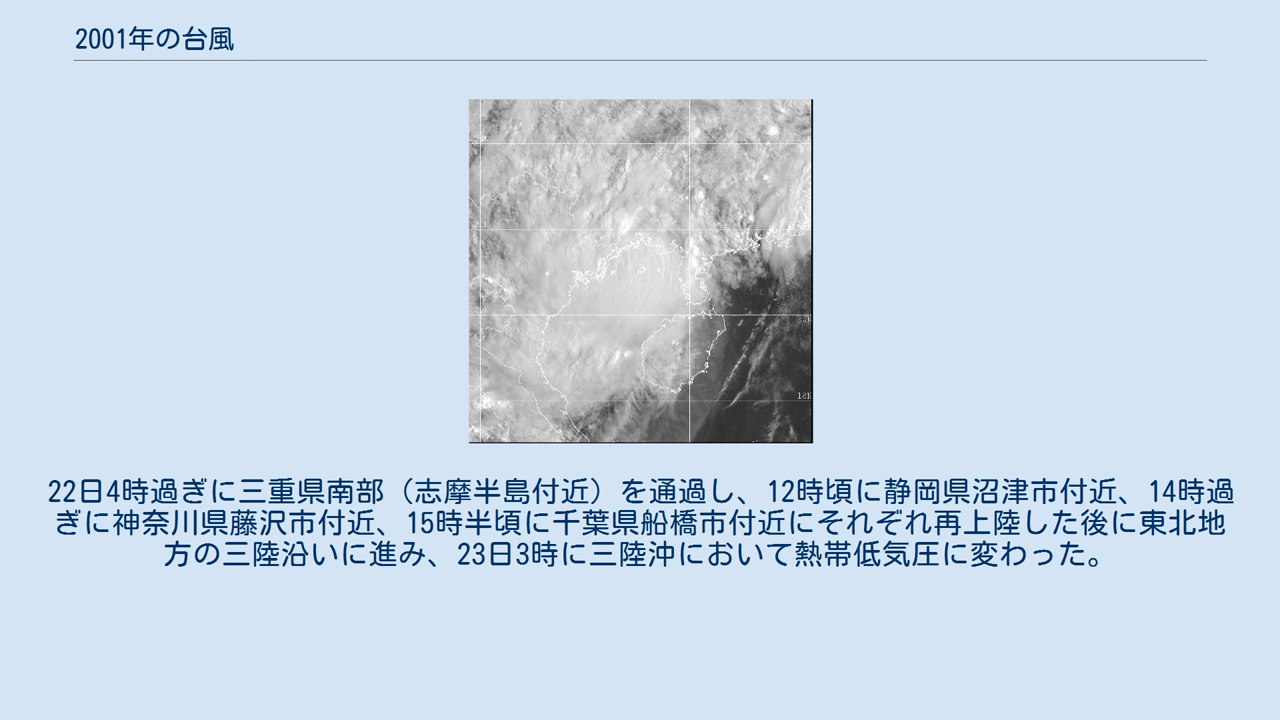 2001年の台風
22日4時過ぎに三重県南部（志摩半島付近）を通過し、12時頃に静岡県沼津市付近、14時過
ぎに神奈川県藤沢市付近、15時半頃に千葉県船橋市付近にそれぞれ再上陸した後に東北地
方の三陸沿いに進み、23日3時に三陸沖において熱帯低気圧に変わった。